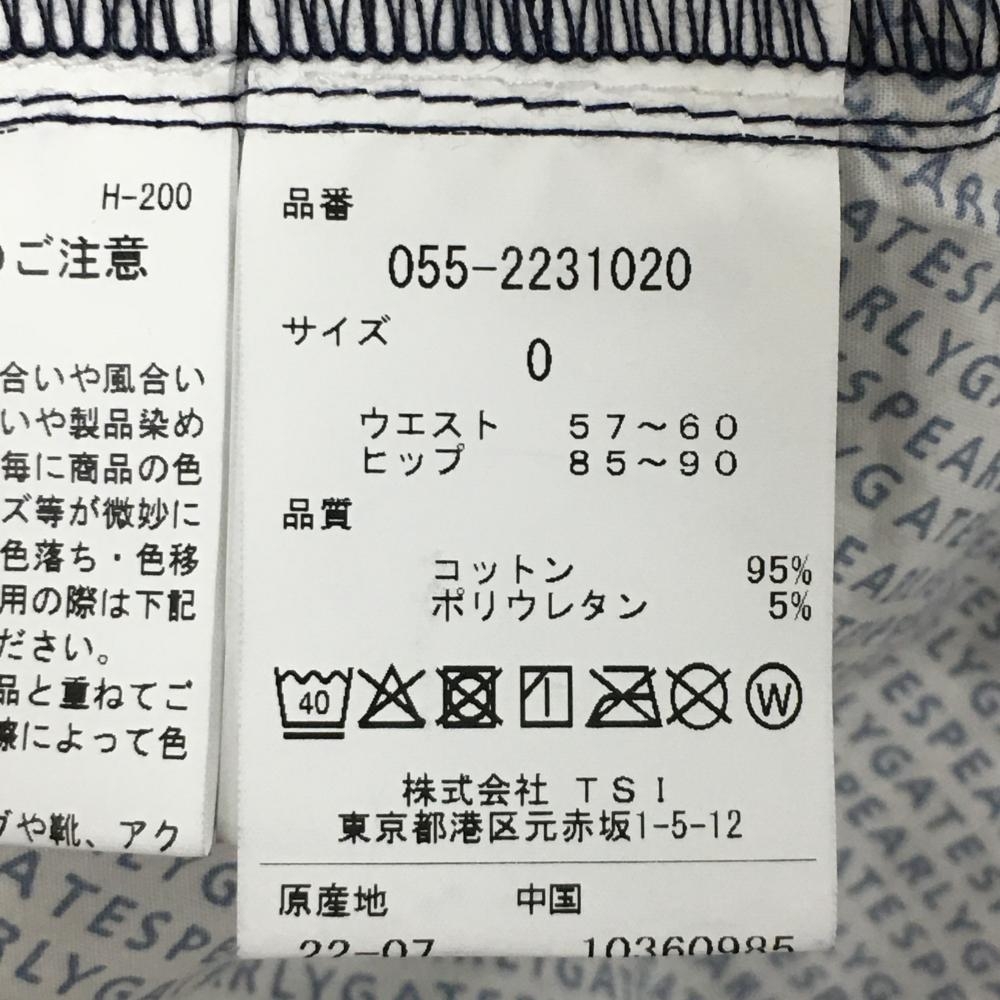 H-200
ご注意
合いや風合い
いや製品染め
毎に商品の色
ズ等が微妙に
色落ち・色移
用の際は下記
ださい。
品と重ねてご
際によって色
や靴、アク
品番
055-2231020
サイズ
0
ウエスト 57～60
ヒップ 85～90
品質
コットン 95%
ポリウレタン 5%
40
W
株式会社 TSI
東京都港区元赤坂1-5-12
原産地 中国
22-07 10360985
PEARLYGATES